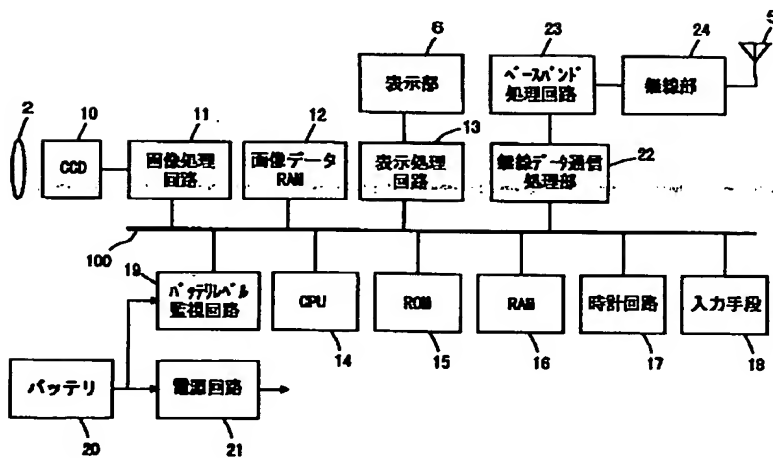 6
23
24
5
表示部
ベースバンド
処理回路
無線部
2
10
11
12
13
22
CCD
画像処理
回路
画像データ
RAM
表示処理
回路
無線データ通信
処理部
100
19
バッテリレベル
監視回路
CPU
ROM
RAM
時計回路
入力手段
14
15
16
17
18
バッテリ
電源回路
20
21